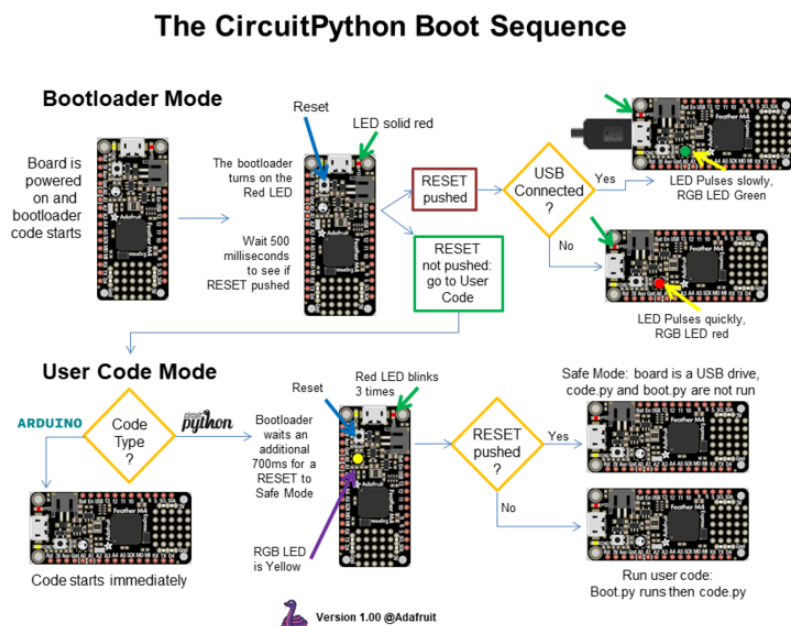 The CircuitPython Boot Sequence
Bootloader Mode
Board is
powered
on and
bootloader
code starts
Reset
LED solid red
The bootloader
turns on the
Red LED
Wait 500
milliseconds
to see if
RESET pushed
RESET
pushed
RESET
not pushed:
go to User
Code
USB
Connected
?
Yes
No
LED Pulses slowly,
RGB LED Green
LED Pulses quickly,
RGB LED red
User Code Mode
ARDUINO
Code
Type
?
circuit
python
Code starts immediately
Reset
Red LED blinks
3 times
Bootloader
waits an
additional
700ms for a
RESET to
Safe Mode
RGB LED
is Yellow
RESET
pushed
?
Yes
No
Safe Mode: board is a USB drive,
code.py and boot.py are not run
Run user code:
Boot.py runs then code.py
Feather M4
Express
Adafruit
Version 1.00 @Adafruit